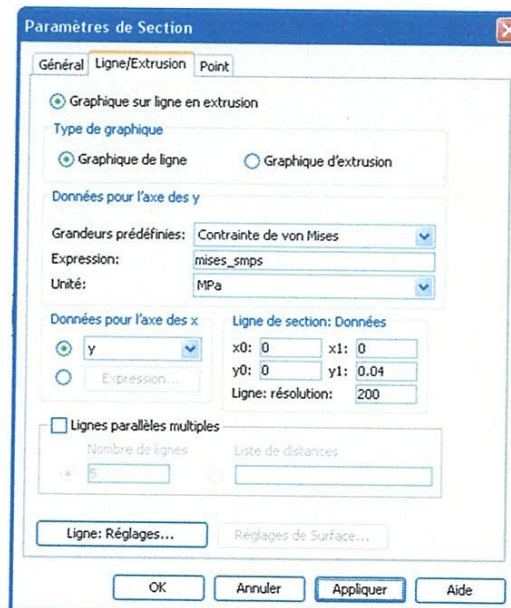 Paramètres de Section
Général Ligne/Extrusion Point
Graphique sur ligne en extrusion
Type de graphique
Graphique de ligne Graphique d'extrusion
Données pour l'axe des y
Grandeurs prédéfinies: Contrainte de von Mises
Expression: mises_smps
Unité: MPa
Données pour l'axe des x
y
Expression...
Ligne de section: Données
x0: 0 x1: 0
y0: 0 y1: 0.04
Ligne: résolution: 200
Lignes parallèles multiples
Nombre de lignes Liste de distances
5
Ligne: Réglages... Réglages de Surface...
OK Annuler Appliquer Aide